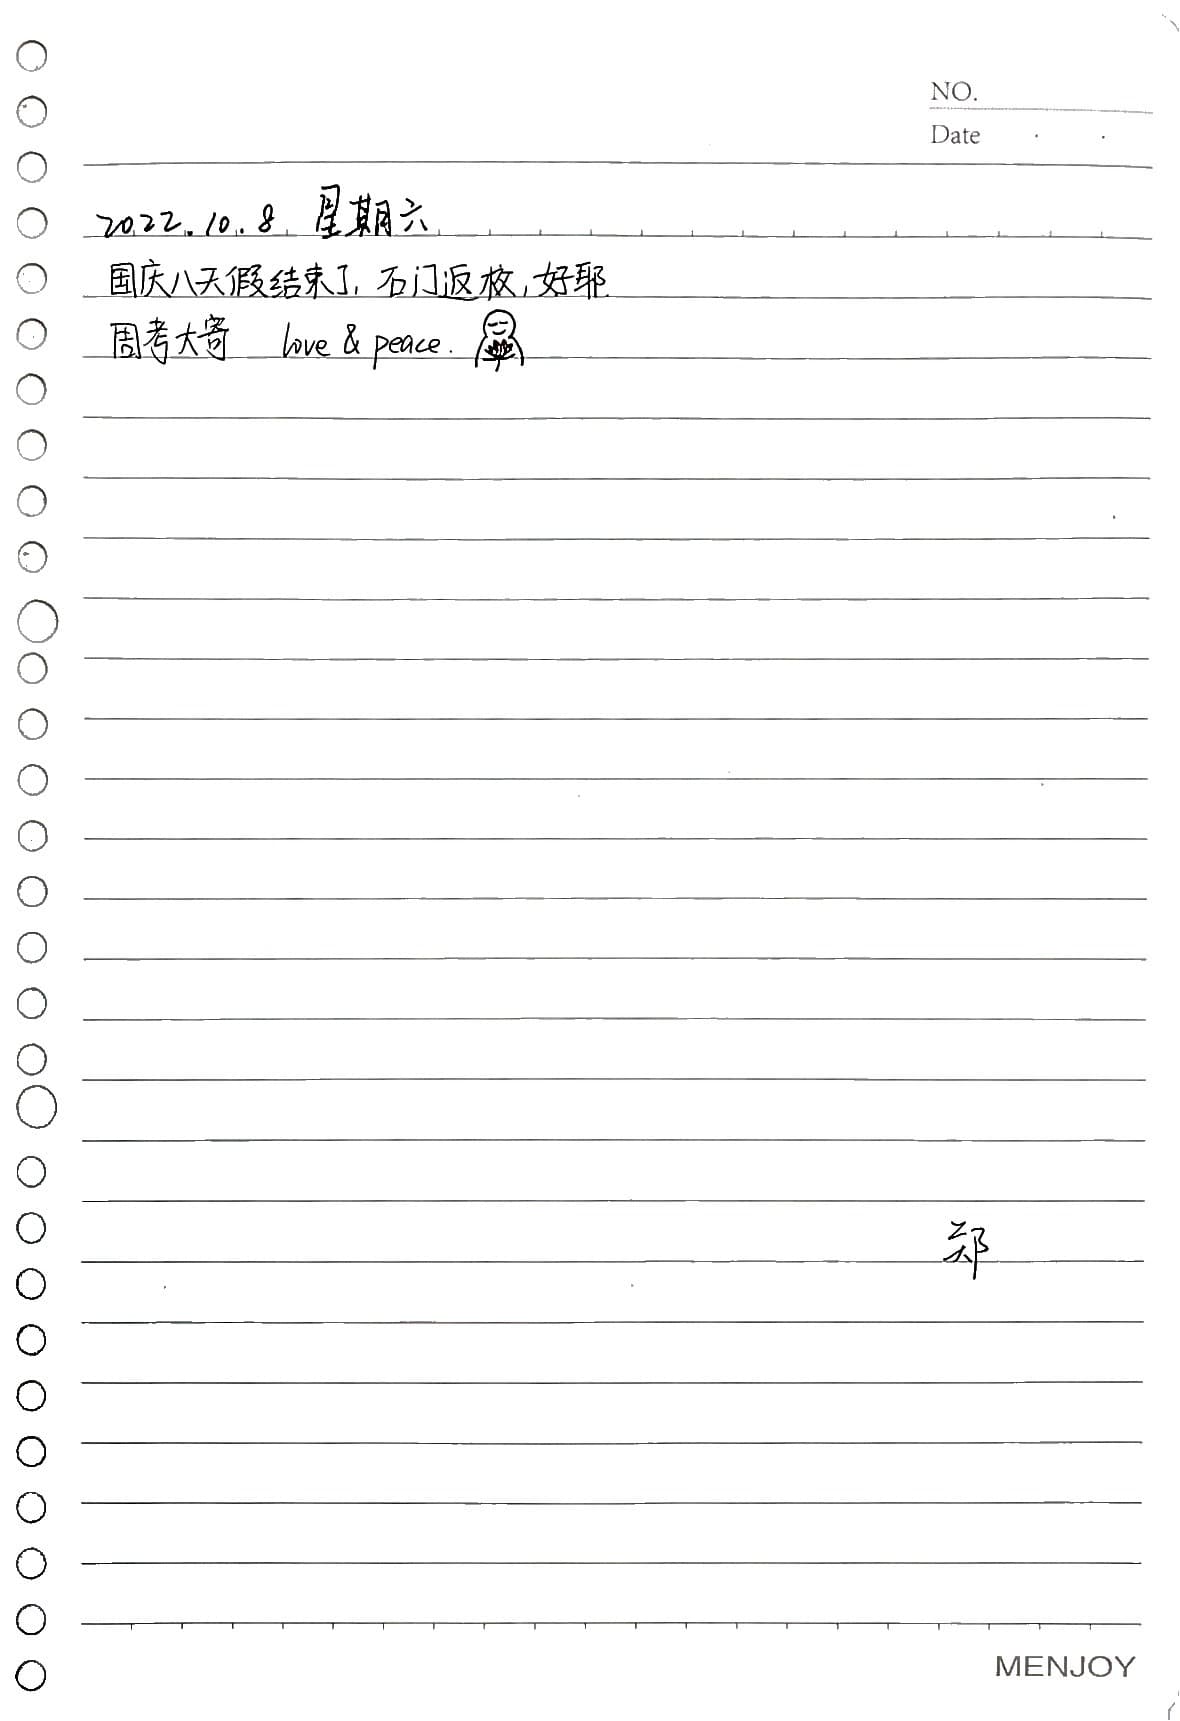 NO.
Date
2022.10.8 星期六
国庆八天假结束了,石门返校,好耶
周考大寄 love & peace.
郑
MENJOY